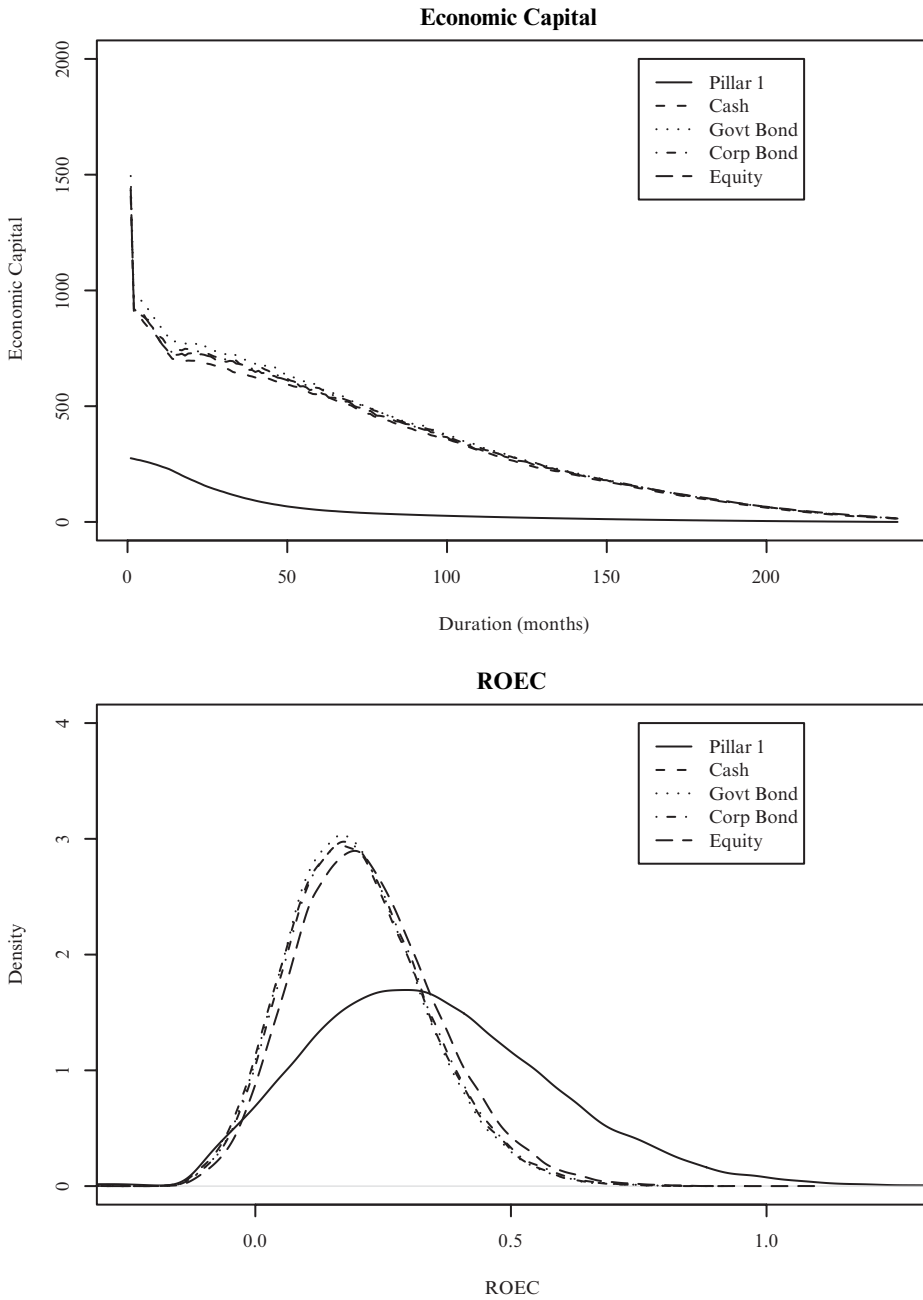 Economic Capital
2000
1500
1000
500
0
Economic Capital
Pillar 1
Cash
Govt Bond
Corp Bond
Equity
0 50 100 150 200
Duration (months)
ROEC
4
3
2
1
0
Density
Pillar 1
Cash
Govt Bond
Corp Bond
Equity
0.0 0.5 1.0
ROEC